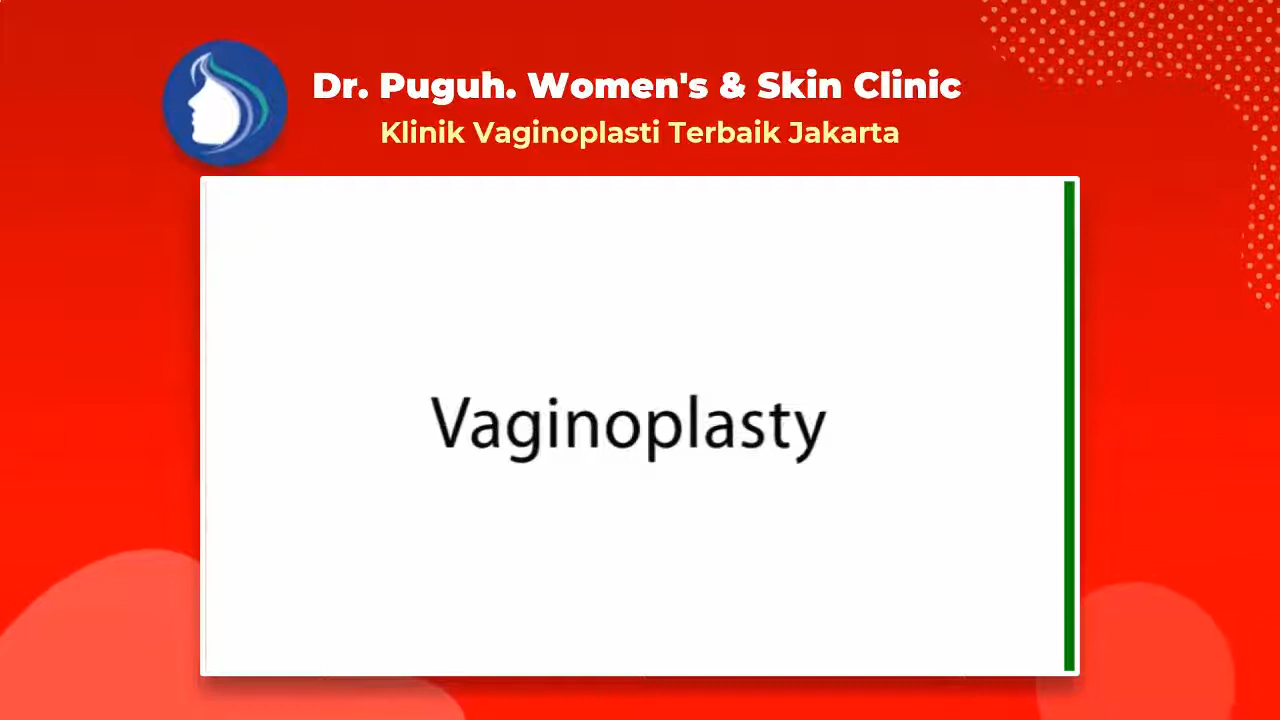 Dr. Puguh. Women's & Skin Clinic
Klinik Vaginoplasti Terbaik Jakarta
Vaginoplasty